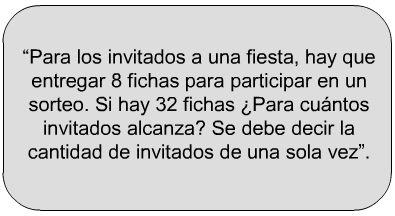 “Para los invitados a una fiesta, hay que
entregar 8 fichas para participar en un
sorteo. Si hay 32 fichas ¿Para cuántos
invitados alcanza? Se debe decir la
cantidad de invitados de una sola vez”.